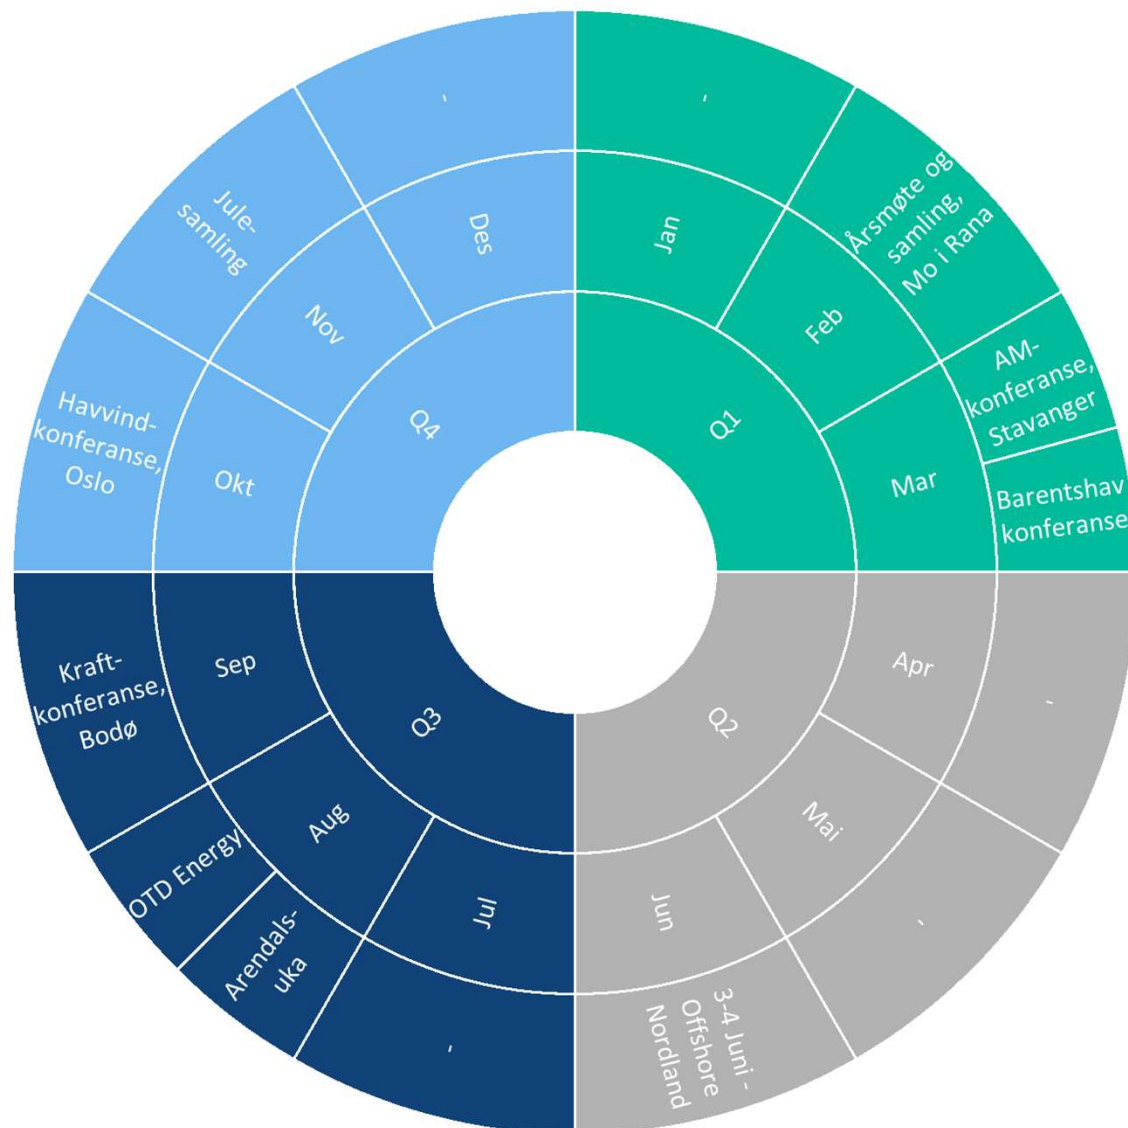 Q1
Jan
-
Feb
Årsmøte og
samling,
Mo i Rana
Mar
AM-
konferanse,
Stavanger
Barentshav
konferanse
Q2
Apr
-
Mai
-
Jun
3-4 Juni -
Offshore
Nordland
Q3
Jul
-
Aug
Arendals-
uka
OTD Energy
Sep
Kraft-
konferanse,
Bodø
Q4
Okt
Havvind-
konferanse,
Oslo
Nov
Jule-
samling
Des
-